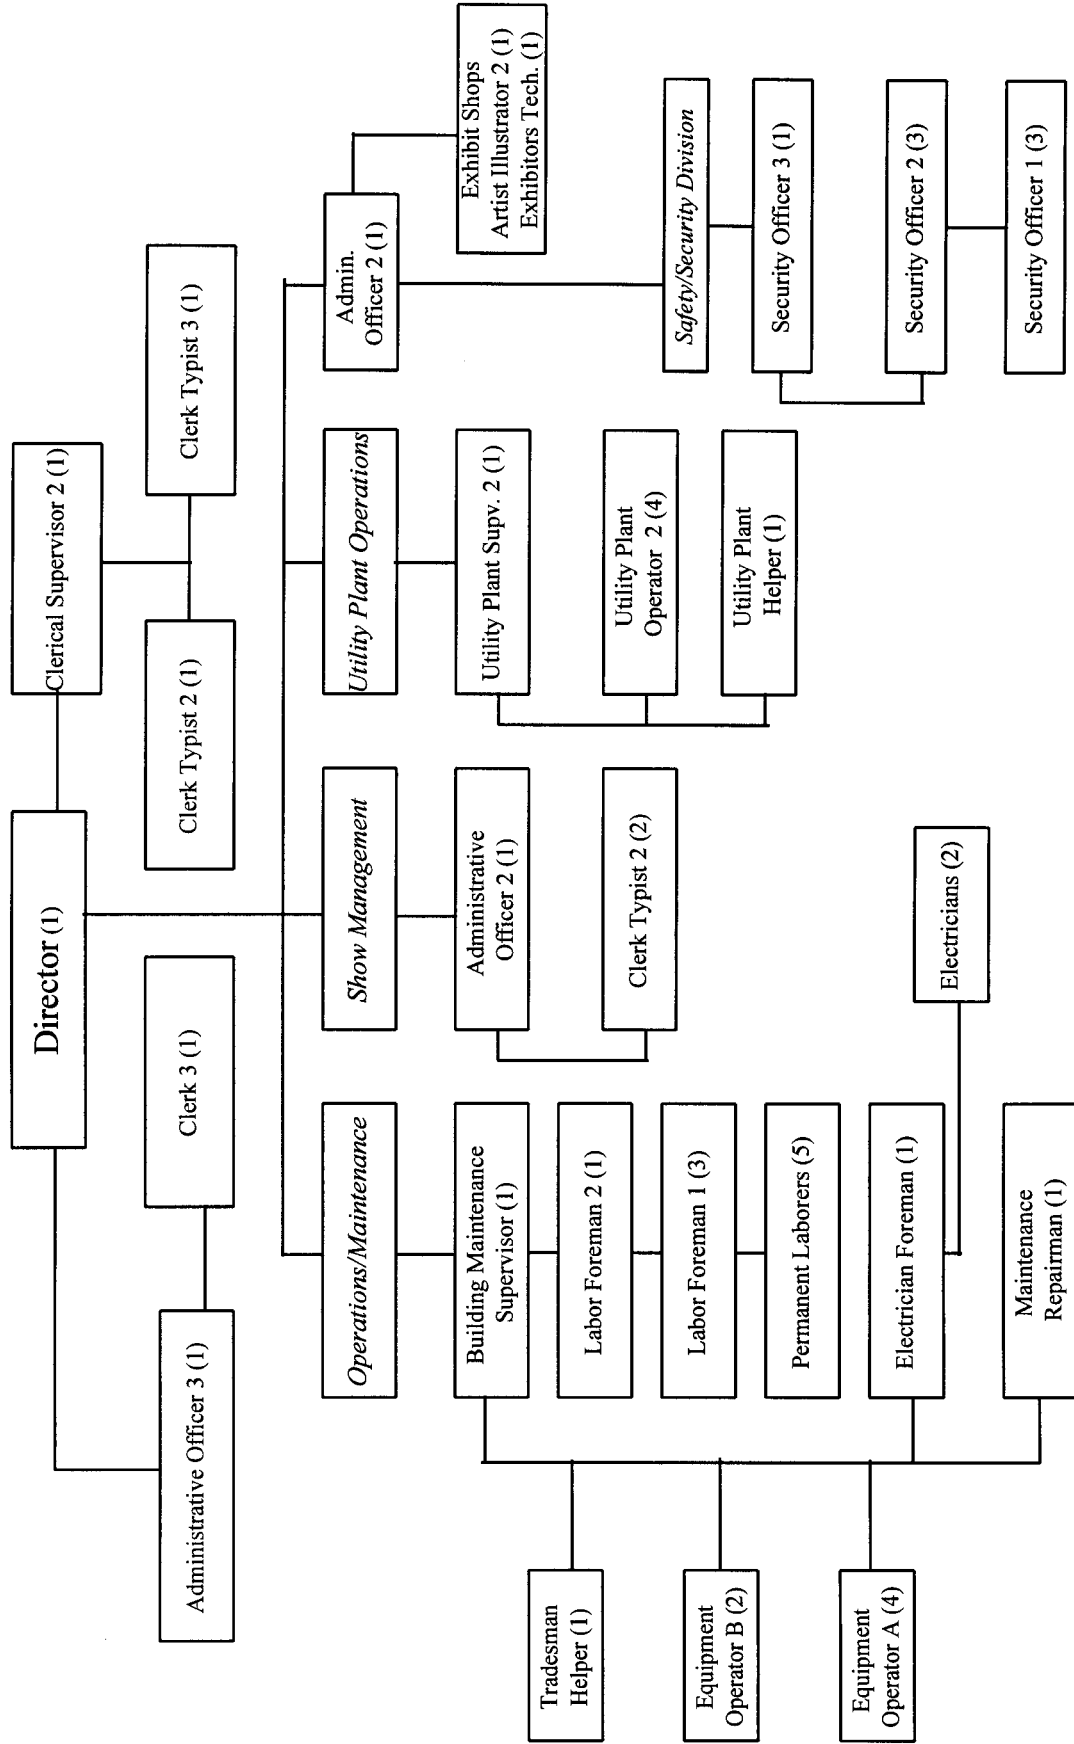 Director (1)
Clerical Supervisor 2 (1)
Administrative Officer 3 (1)
Clerk 3 (1)
Clerk Typist 2 (1)
Clerk Typist 3 (1)
Operations/Maintenance
Show Management
Utility Plant Operations
Admin.
Officer 2 (1)
Exhibit Shops
Artist Illustrator 2 (1)
Exhibitors Tech. (1)
Building Maintenance
Supervisor (1)
Labor Foreman 2 (1)
Labor Foreman 1 (3)
Permanent Laborers (5)
Electrician Foreman (1)
Electricians (2)
Maintenance
Repairman (1)
Tradesman
Helper (1)
Equipment
Operator B (2)
Equipment
Operator A (4)
Administrative
Officer 2 (1)
Clerk Typist 2 (2)
Utility Plant Supv. 2 (1)
Utility Plant
Operator 2 (4)
Utility Plant
Helper (1)
Safety/Security Division
Security Officer 3 (1)
Security Officer 2 (3)
Security Officer 1 (3)